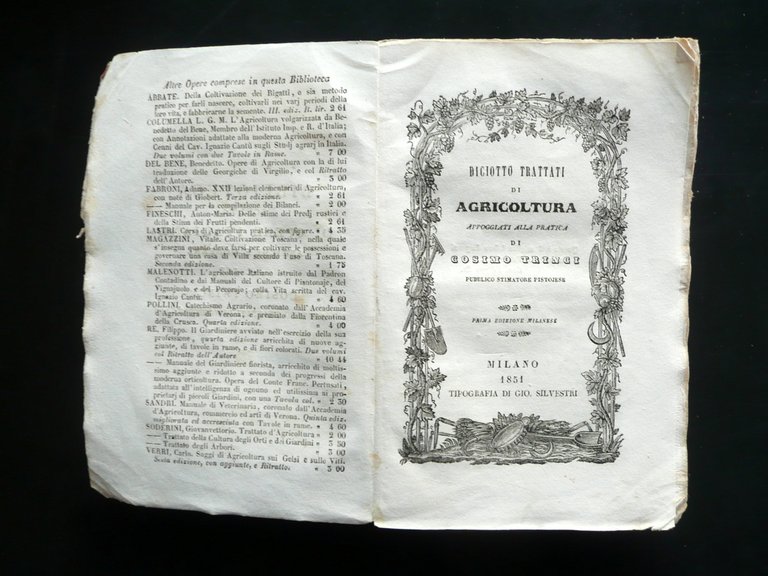 Altre Opere comprese in questa Biblioteca
ABBATE. Della Coltivazione dei Bigatti, o sia metodo
pratico per farli nascere, coltivarli nei varj periodi della
loro vita, e fabbricarne la semente. III. ediz. It. lir. 2 61
COLUMELLA L. G. M. L'Agricoltura volgarizzata da Be-
nedetto del Bene, Membro dell'Istituto Imp. e R. d'Italia;
con Annotazioni adattate alla moderna Agricoltura, e con
Cenni del Cav. Ignazio Cantù sugli Studj agrarj in Italia.
Due volumi con due Tavole in Rame. " 7 00
DEL BENE, Benedetto. Opere di Agricoltura con la di lui
traduzione delle Georgiche di Virgilio, e col Ritratto
dell'Autore. " 3 00
FABRONI, Adamo. XXII lezioni elementari di Agricoltura,
con note di Giobert. Terza edizione. " 2 61
—— Manuale per la compilazione dei Bilanci. " 2 61
FINESCHI, Anton-Maria. Delle stime dei Predj rustici e
della Stima dei Frutti pendenti. " 2 61
LASTRI. Corso di Agricoltura pratica, con figure. " 4 35
MAGAZZINI, Vitale. Coltivazione Toscana, nella quale
s'insegna quanto deve farsi per coltivare le possessioni e
governare una casa di Villa secondo l'uso di Toscana.
Seconda edizione. " 1 75
MALENOTTI. L'agricoltore Italiano istruito dal Padron
Contadino e dai Manuali del Cultore di Piantonaje, del
Vignajuolo e del Pecorajo; colla Vita scritta del cav.
Ignazio Cantù. " 4 60
POLLINI. Catechismo Agrario, coronato dall'Accademia
d'Agricoltura di Verona, e premiato dalla Fiorentina
della Crusca. Quarta edizione. " 4 00
RE, Filippo. Il Giardiniere avviato nell'esercizio della sua
professione, quarta edizione arricchita di nuove ag-
giunte, di tavole in rame, e di fiori colorati. Due volumi
col Ritratto dell'Autore " 10 44
—— Manuale del Giardiniere fiorista, arricchito di moltis-
sime aggiunte e ridotto a seconda dei progressi della
moderna orticoltura. Opera del Conte Franc. Pertusati,
adattata all'intelligenza di ognuno ed utilissima ai pro-
prietarj di piccoli Giardini, con una Tavola col. " 2 30
SANDRI. Manuale di Veterinaria, coronato dall'Accademia
d'Agricoltura, commercio ed arti di Verona. Quinta ediz.
migliorata ed accresciuta con Tavole in rame. " 4 60
SODERINI, Giovanvettorio. Trattato d'Agricoltura " 2 00
—— Trattato della Cultura degli Orti e dei Giardini " 3 50
—— Trattato degli Arbori. " 2 00
VERRI, Carlo. Saggi di Agricoltura sui Gelsi e sulle Viti.
Sesta edizione, con aggiunte, e Ritratto. " 3 00
DICIOTTO TRATTATI
DI
AGRICOLTURA
APPOGGIATI ALLA PRATICA
DI
COSIMO TRINCI
PUBBLICO STIMATORE PISTOJESE
PRIMA EDIZIONE MILANESE
MILANO
1851
TIPOGRAFIA DI GIO. SILVESTRI